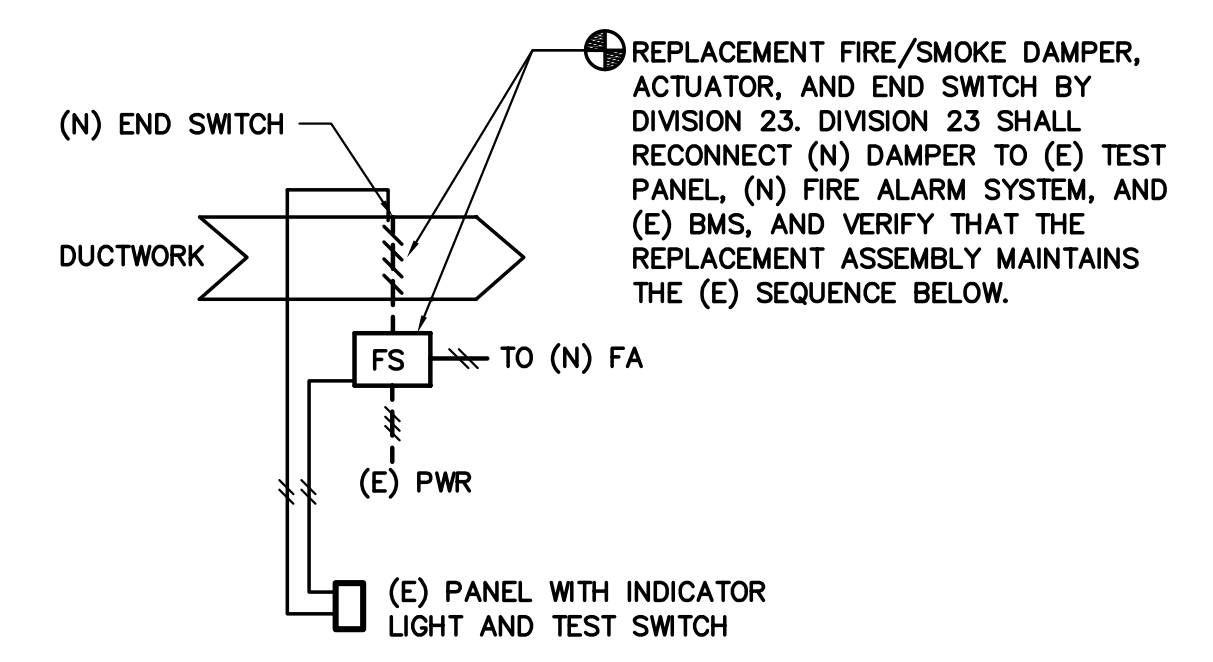 REPLACEMENT FIRE/SMOKE DAMPER,
ACTUATOR, AND END SWITCH BY
DIVISION 23. DIVISION 23 SHALL
RECONNECT (N) DAMPER TO (E) TEST
PANEL, (N) FIRE ALARM SYSTEM, AND
(E) BMS, AND VERIFY THAT THE
REPLACEMENT ASSEMBLY MAINTAINS
THE (E) SEQUENCE BELOW.
(N) END SWITCH
DUCTWORK
FS
TO (N) FA
(E) PWR
(E) PANEL WITH INDICATOR
LIGHT AND TEST SWITCH